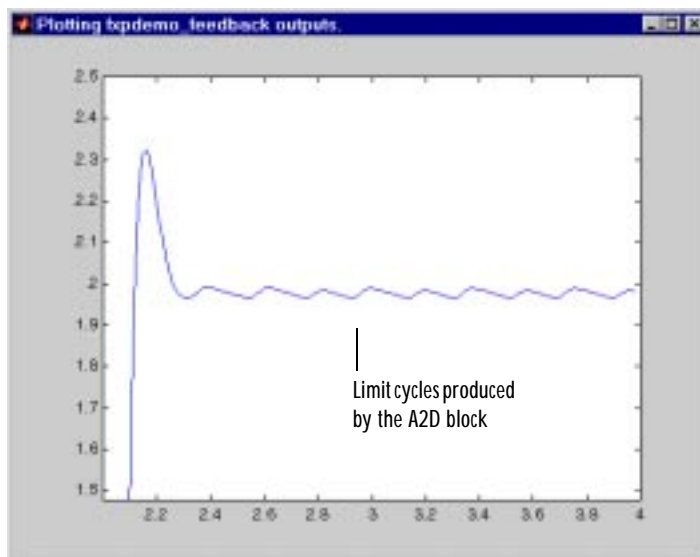 Plotting fxpdemo_feedback outputs.
2.5
2.4
2.3
2.2
2.1
2
1.9
1.8
1.7
1.6
1.5
Limit cycles produced
by the A2D block
2.2 2.4 2.6 2.8 3 3.2 3.4 3.6 3.8 4